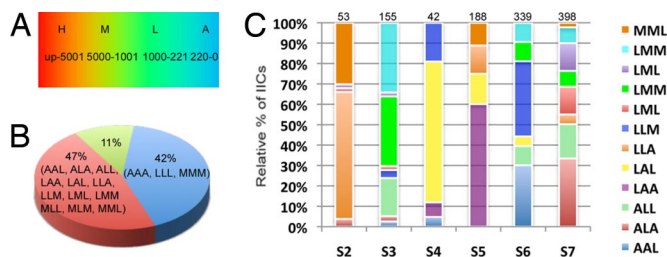 A
H M L A
up-5001 5000-1001 1000-221 220-0
B
11%
47%
(AAL, ALA, ALL,
LAA, LAL, LLA,
LLM, LML, LMM
MLL, MLM, MML)
42%
(AAA, LLL, MMM)
C
Relative % of IICs
100%
90%
80%
70%
60%
50%
40%
30%
20%
10%
0%
53 155 42 188 339 398
S2 S3 S4 S5 S6 S7
MML
LMM
LML
LMM
LML
LLM
LLA
LAL
LAA
ALL
ALA
AAL